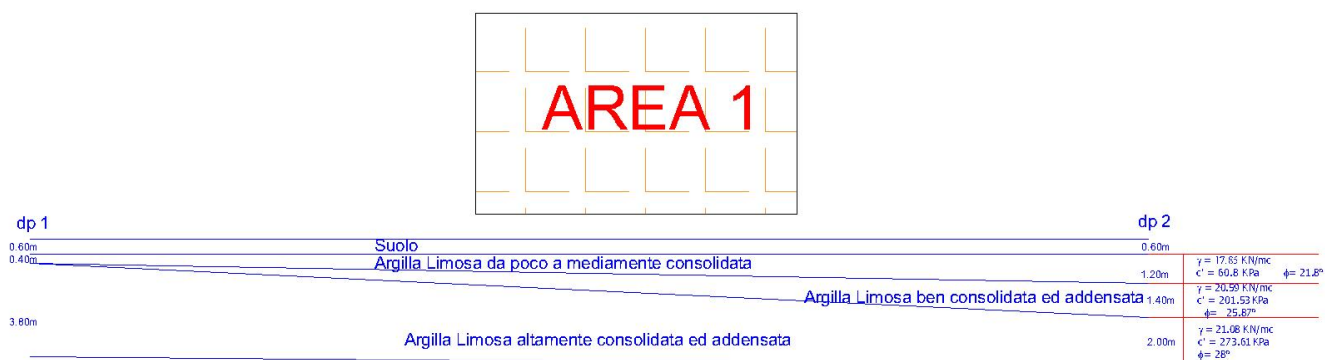 AREA 1
dp 1
dp 2
0.60m
Suolo
0.60m
0.40m
Argilla Limosa da poco a mediamente consolidata
1.20m
γ = 17.65 KN/mc
c' = 60.8 KPa φ= 21.8°
Argilla Limosa ben consolidata ed addensata
1.40m
γ = 20.59 KN/mc
c' = 201.53 KPa
φ= 25.87°
3.80m
Argilla Limosa altamente consolidata ed addensata
2.00m
γ = 21.08 KN/mc
c' = 273.61 KPa
φ= 28°